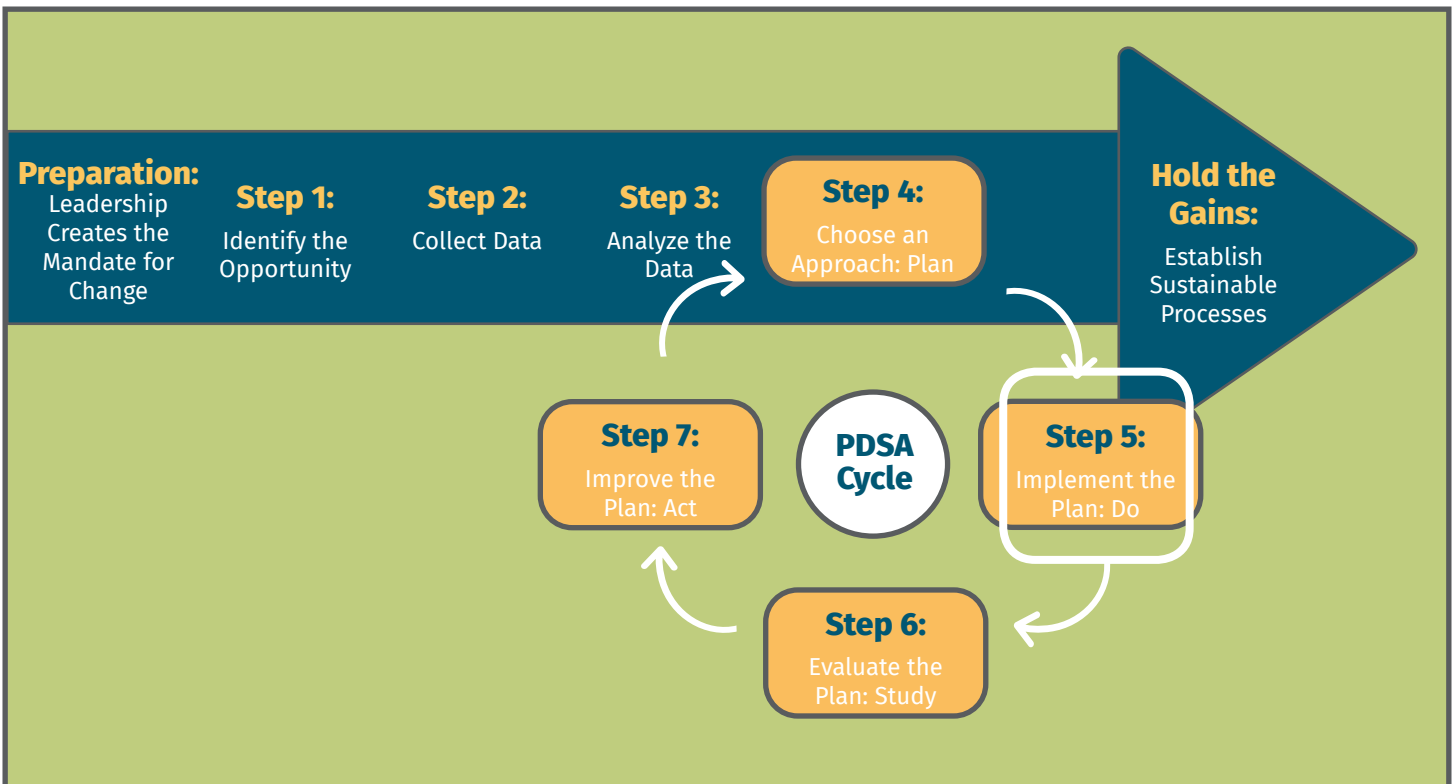 Preparation:
Leadership
Creates the
Mandate for
Change
Step 1:
Identify the
Opportunity
Step 2:
Collect Data
Step 3:
Analyze the
Data
Step 4:
Choose an
Approach: Plan
Hold the
Gains:
Establish
Sustainable
Processes
PDSA
Cycle
Step 5:
Implement the
Plan: Do
Step 6:
Evaluate the
Plan: Study
Step 7:
Improve the
Plan: Act